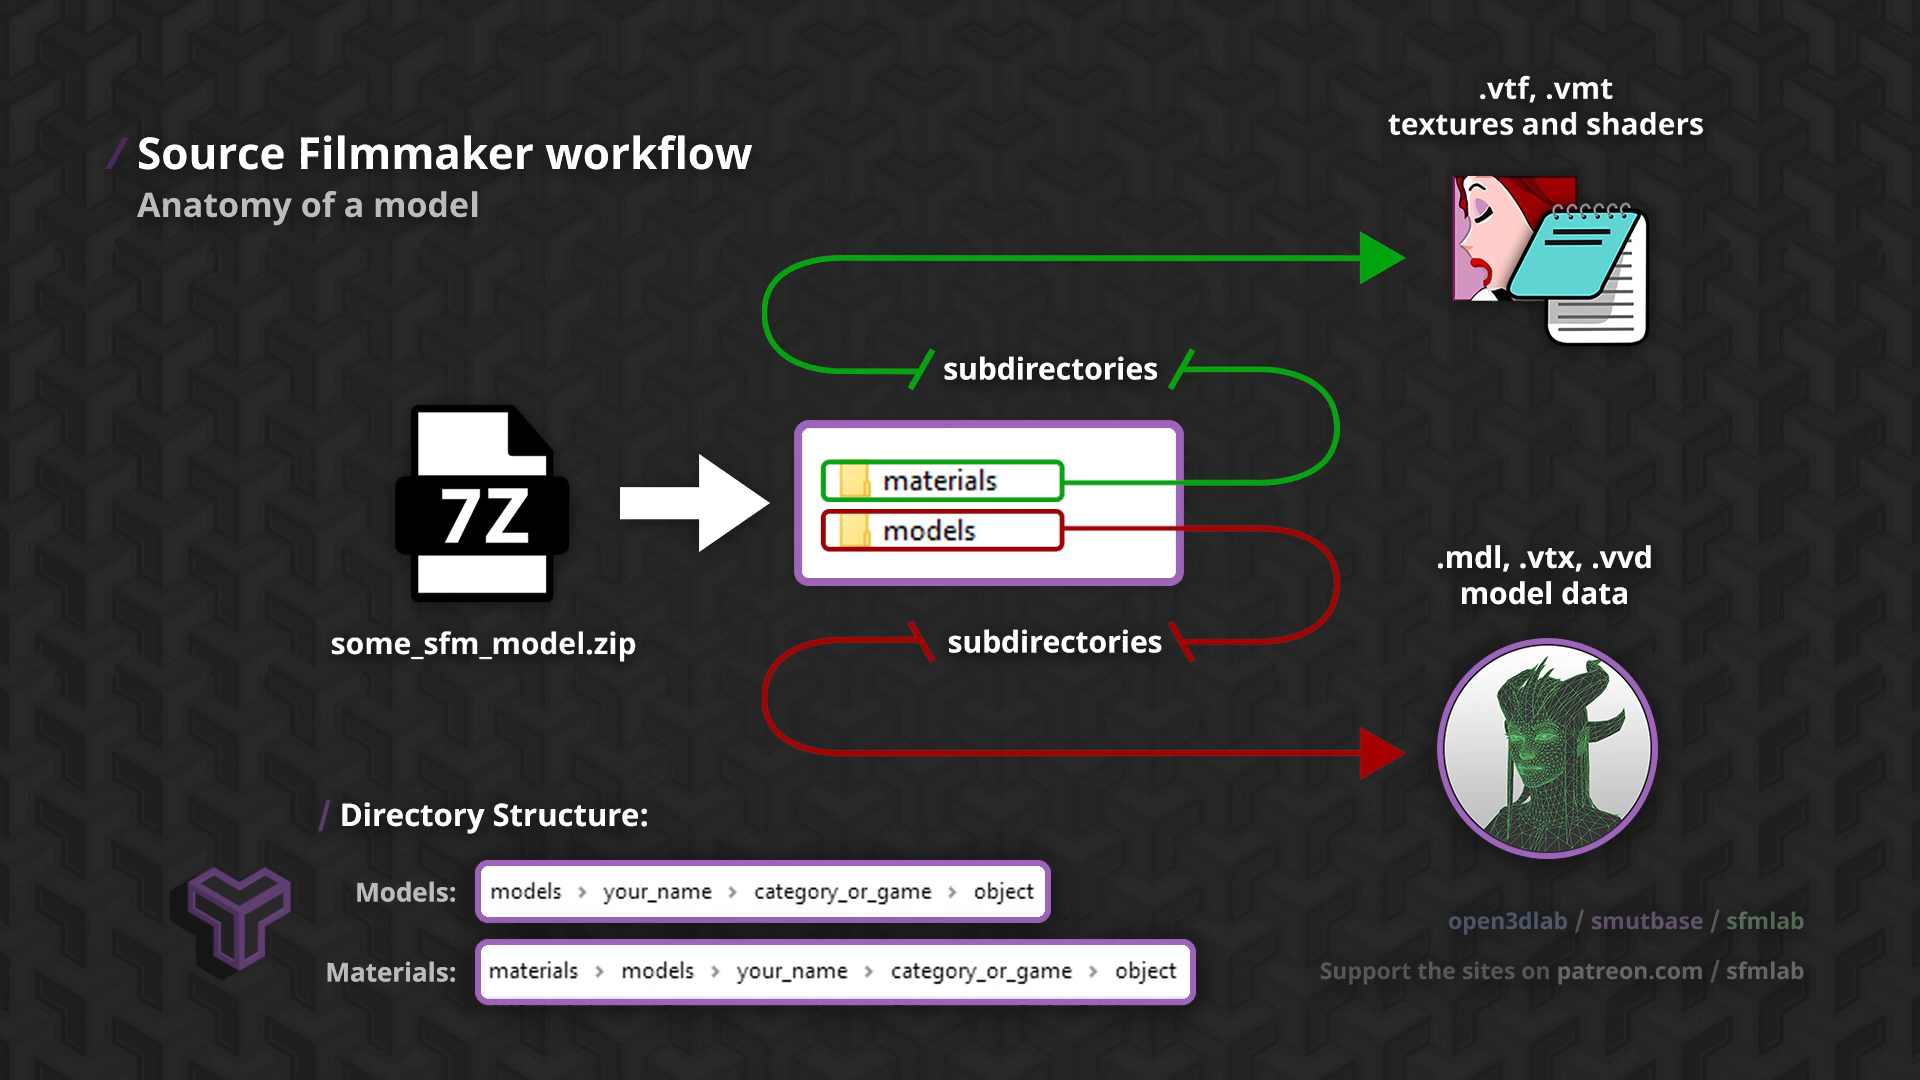 Source Filmmaker workflow
Anatomy of a model
.vtf, .vmt
textures and shaders
subdirectories
7Z
some_sfm_model.zip
materials
models
subdirectories
.mdl, .vtx, .vvd
model data
Directory Structure:
Models: models > your_name > category_or_game > object
Materials: materials > models > your_name > category_or_game > object
open3dlab / smutbase / sfmlab
Support the sites on patreon.com / sfmlab